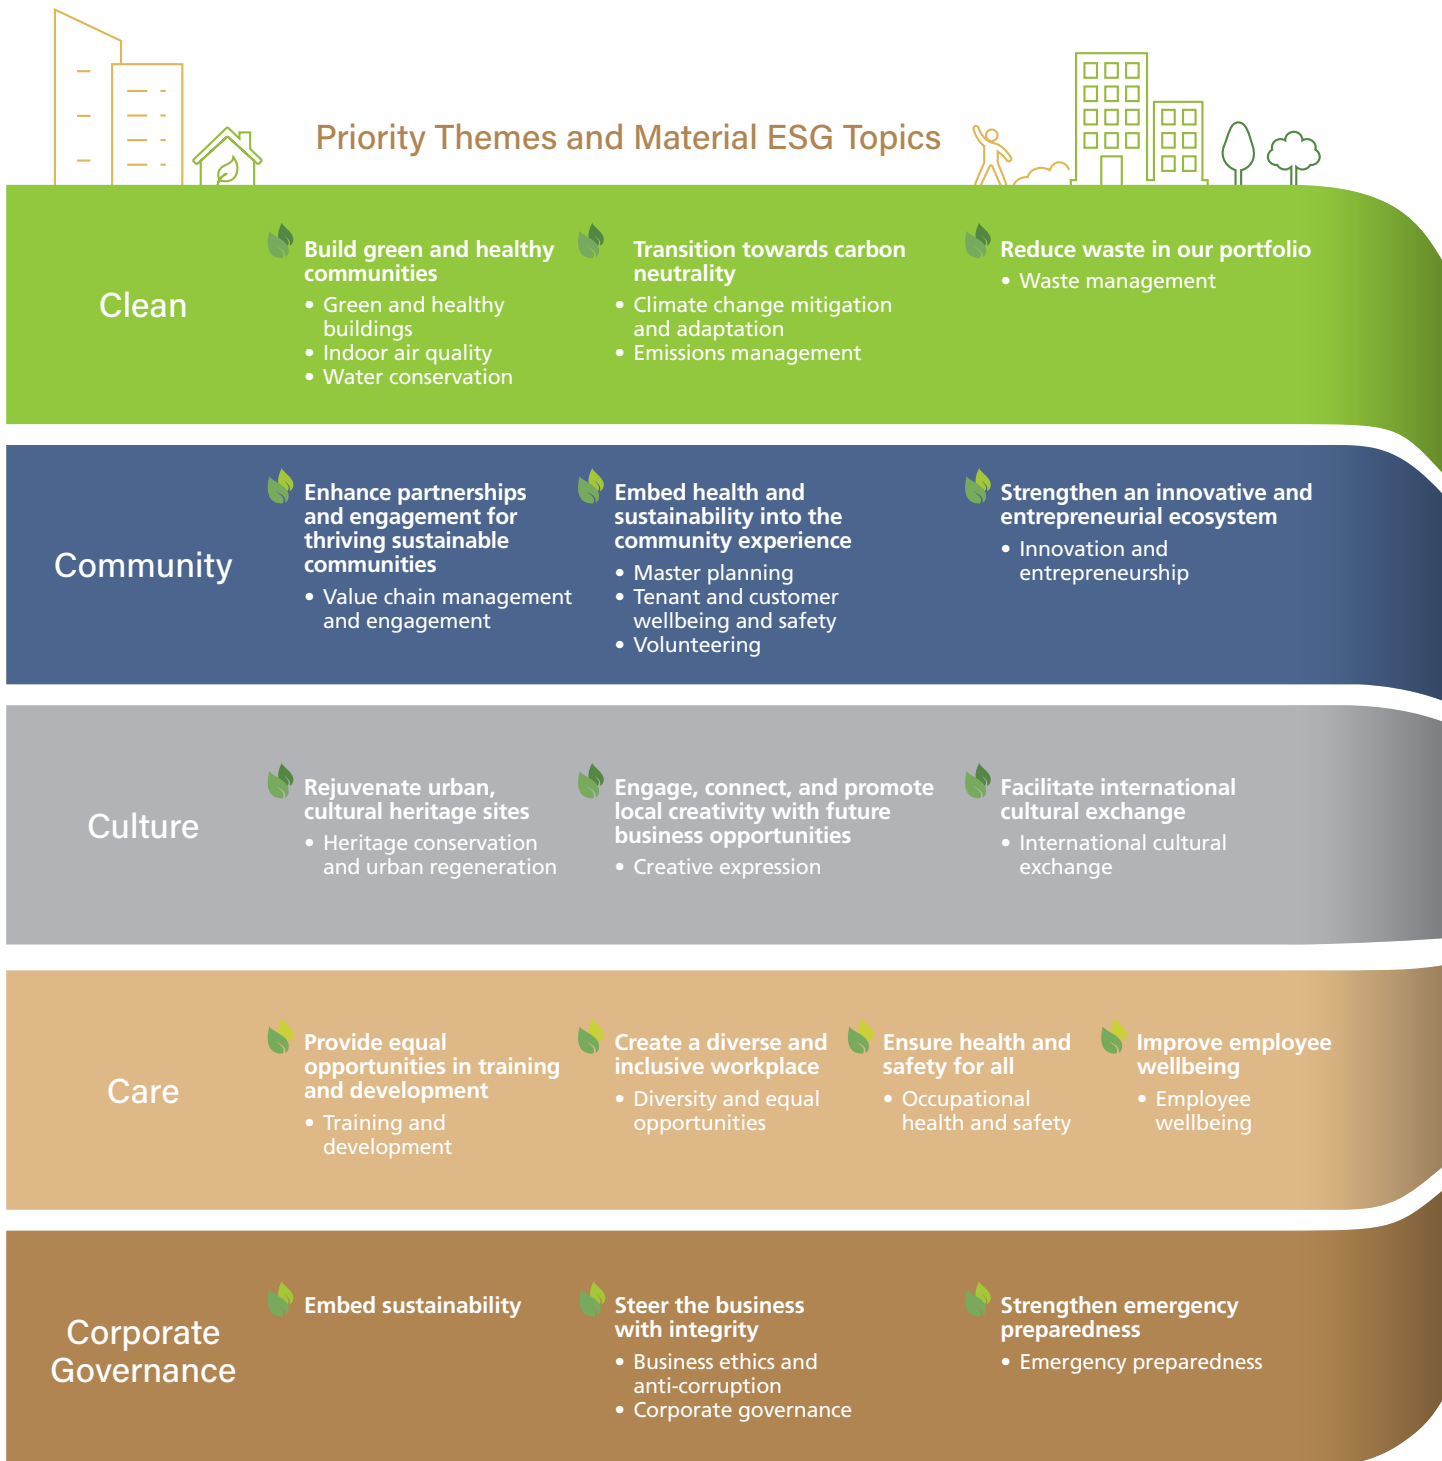 Priority Themes and Material ESG Topics
Clean
Build green and healthy
communities
• Green and healthy
buildings
• Indoor air quality
• Water conservation
Transition towards carbon
neutrality
• Climate change mitigation
and adaptation
• Emissions management
Reduce waste in our portfolio
• Waste management
Community
Enhance partnerships
and engagement for
thriving sustainable
communities
• Value chain management
and engagement
Embed health and
sustainability into the
community experience
• Master planning
• Tenant and customer
wellbeing and safety
• Volunteering
Strengthen an innovative and
entrepreneurial ecosystem
• Innovation and
entrepreneurship
Culture
Rejuvenate urban,
cultural heritage sites
• Heritage conservation
and urban regeneration
Engage, connect, and promote
local creativity with future
business opportunities
• Creative expression
Facilitate international
cultural exchange
• International cultural
exchange
Care
Provide equal
opportunities in training
and development
• Training and
development
Create a diverse and
inclusive workplace
• Diversity and equal
opportunities
Ensure health and
safety for all
• Occupational
health and safety
Improve employee
wellbeing
• Employee
wellbeing
Corporate
Governance
Embed sustainability
Steer the business
with integrity
• Business ethics and
anti-corruption
• Corporate governance
Strengthen emergency
preparedness
• Emergency preparedness